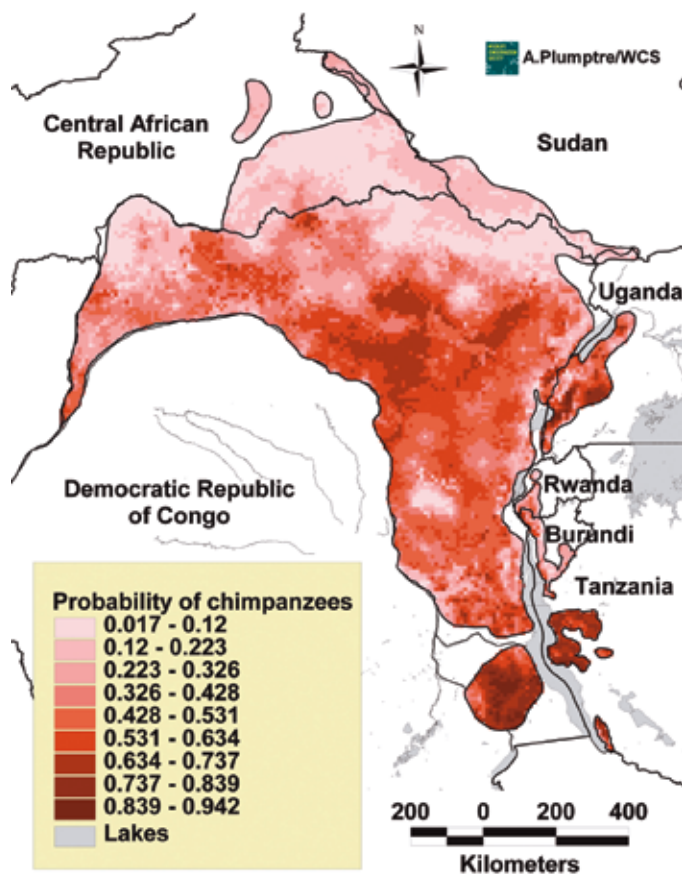 N
A.Plumptre/WCS
Central African
Republic
Sudan
Uganda
Rwanda
Democratic Republic
of Congo
Burundi
Tanzania
Probability of chimpanzees
0.017 - 0.12
0.12 - 0.223
0.223 - 0.326
0.326 - 0.428
0.428 - 0.531
0.531 - 0.634
0.634 - 0.737
0.737 - 0.839
0.839 - 0.942
Lakes
200 0 200 400
Kilometers